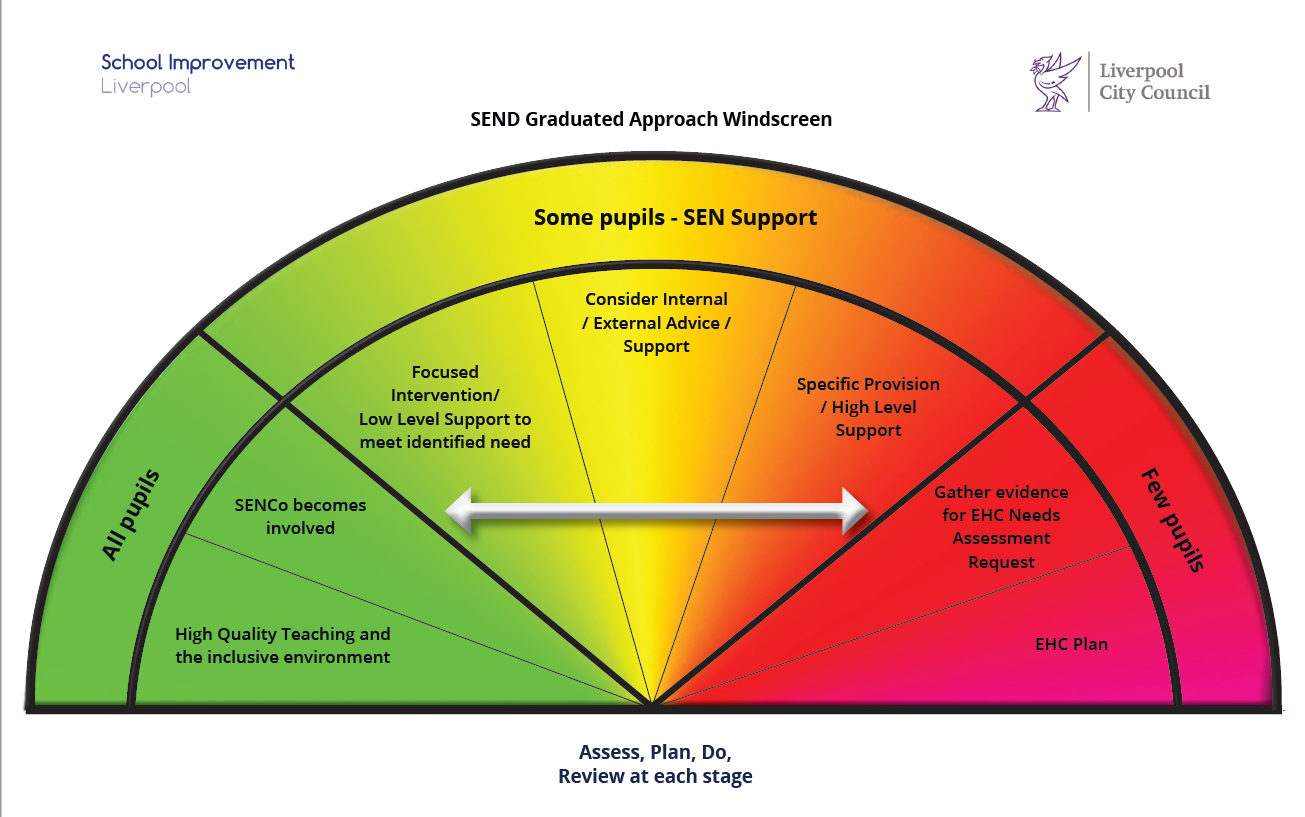 School Improvement
Liverpool
Liverpool
City Council
SEND Graduated Approach Windscreen
Some pupils - SEN Support
All pupils
Few pupils
High Quality Teaching and
the inclusive environment
SENCo becomes
involved
Focused
Intervention/
Low Level Support to
meet identified need
Consider Internal
/ External Advice /
Support
Specific Provision
/ High Level
Support
Gather evidence
for EHC Needs
Assessment
Request
EHC Plan
Assess, Plan, Do,
Review at each stage